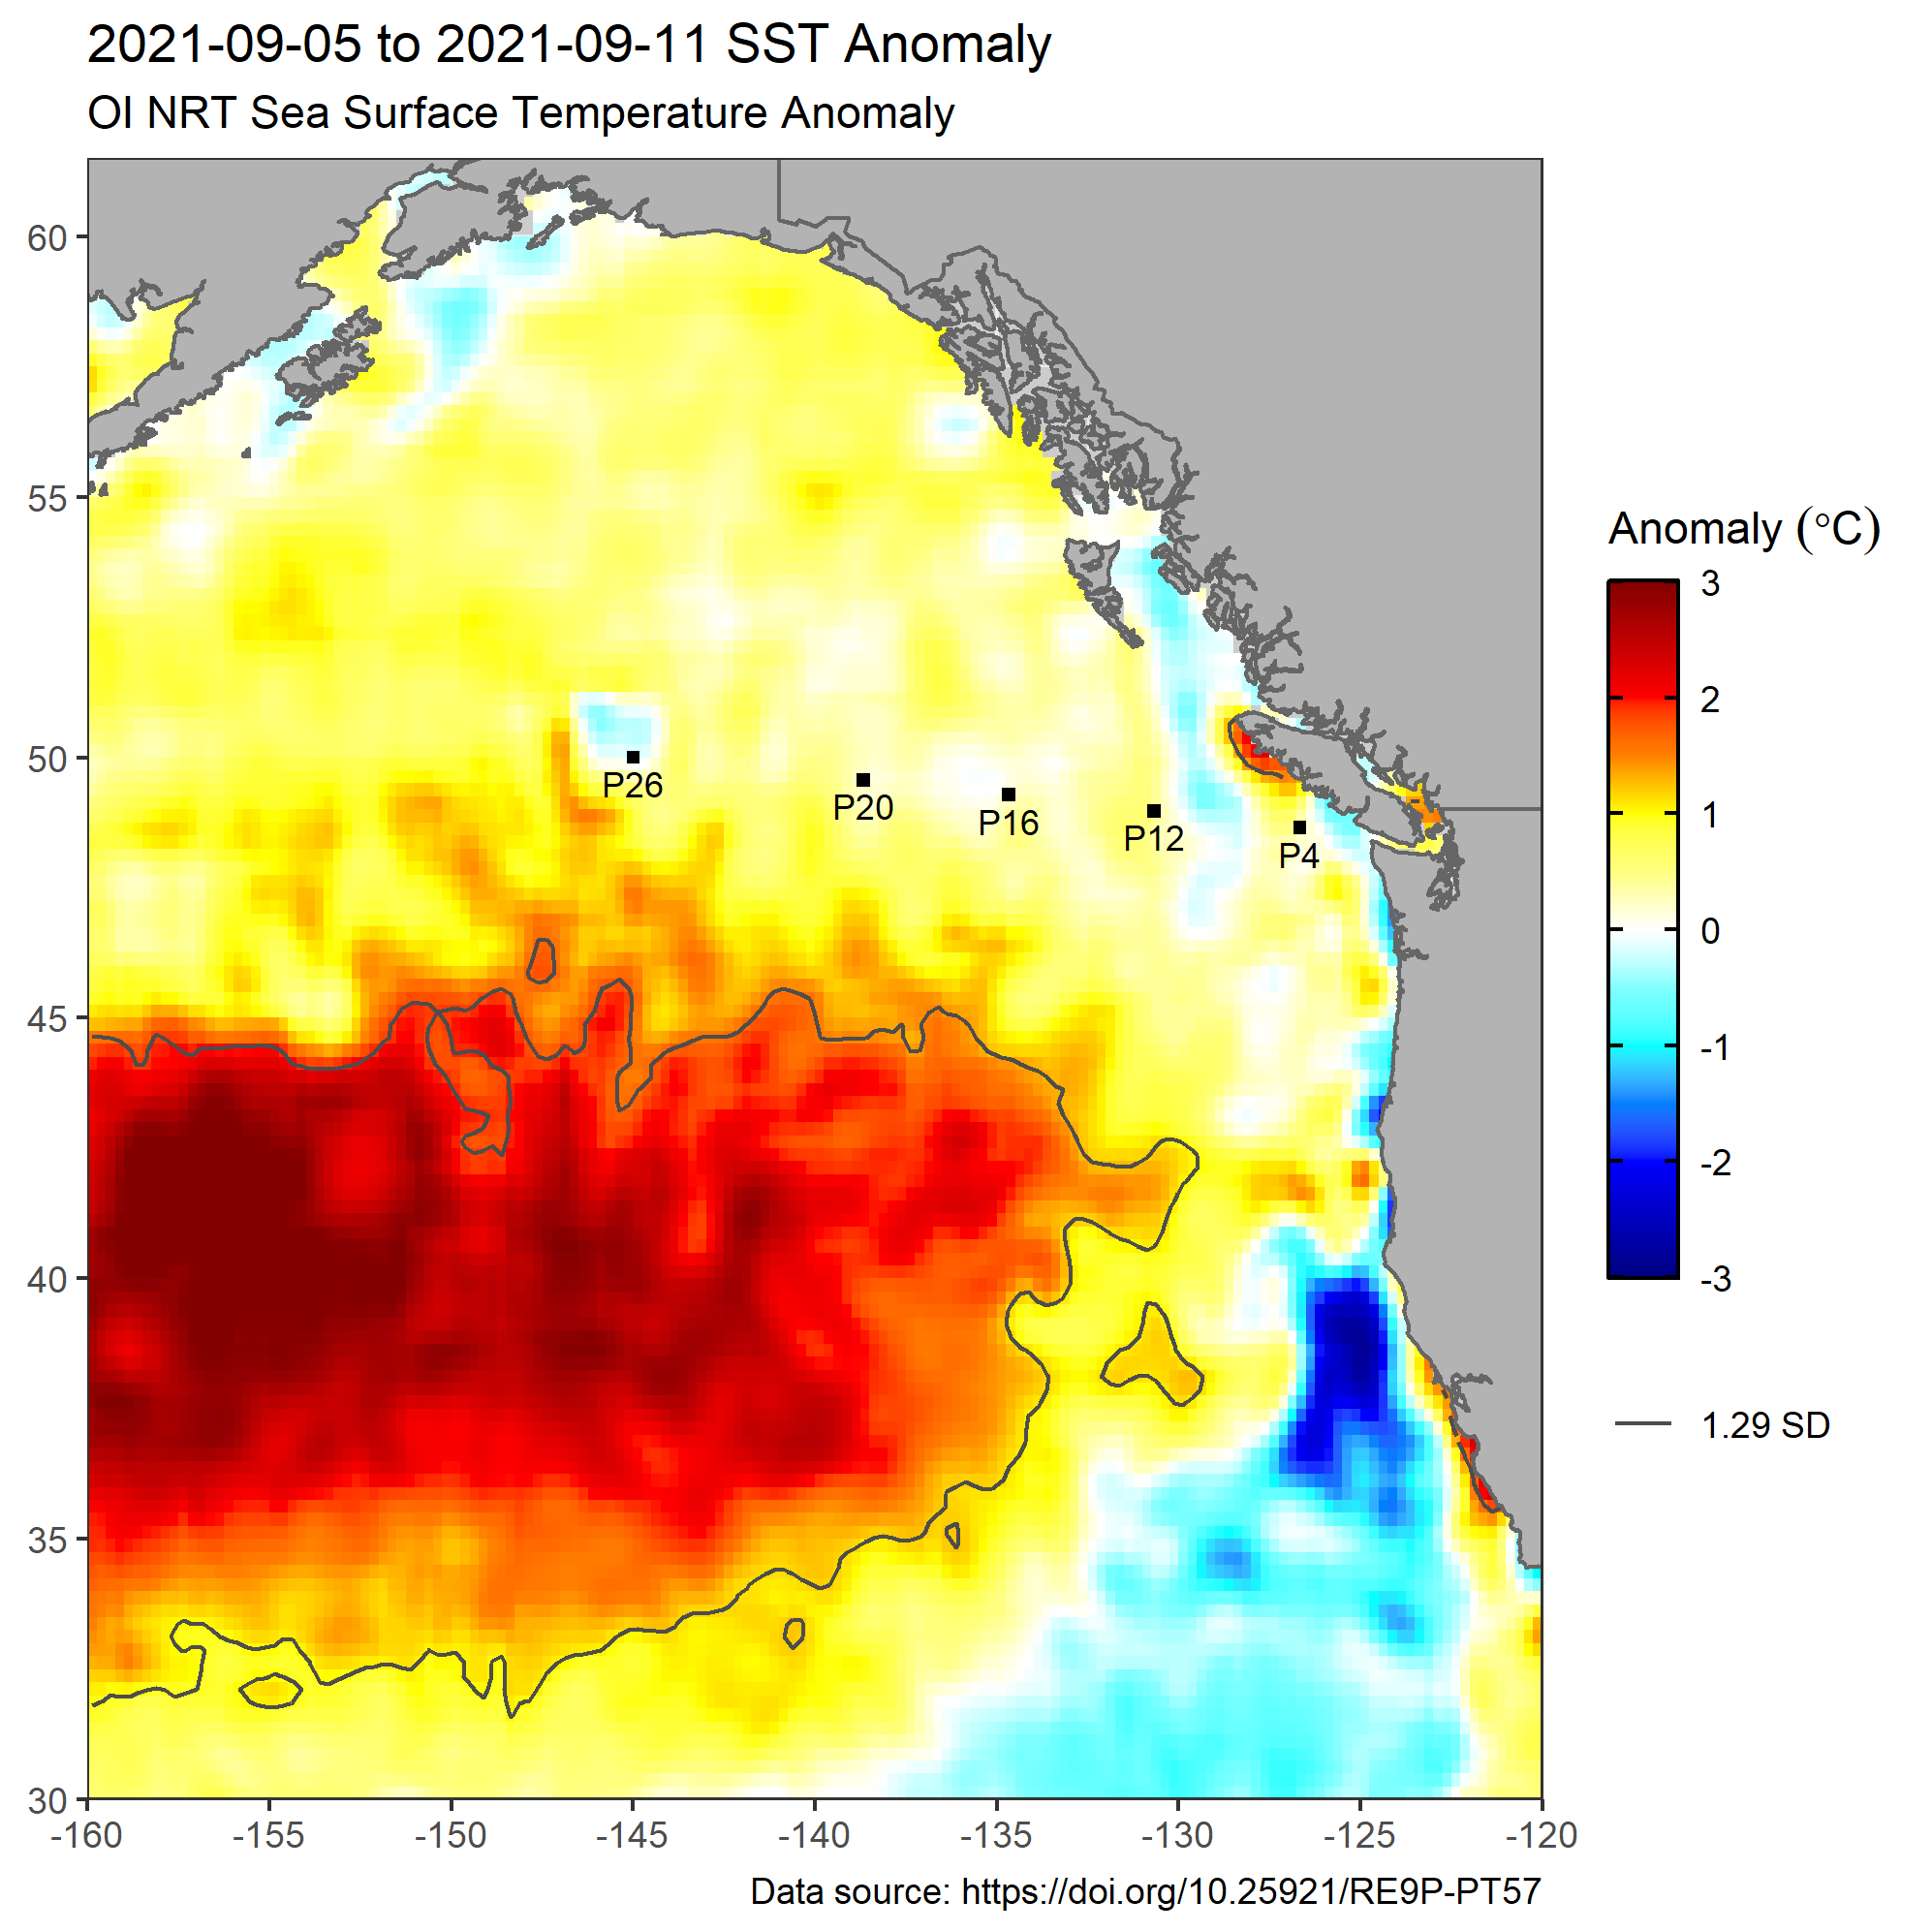 2021-09-05 to 2021-09-11 SST Anomaly
OI NRT Sea Surface Temperature Anomaly
60
55
50
45
40
35
30
-160
-155
-150
-145
-140
-135
-130
-125
-120
P26
P20
P16
P12
P4
Anomaly (°C)
3
2
1
0
-1
-2
-3
1.29 SD
Data source: https://doi.org/10.25921/RE9P-PT57